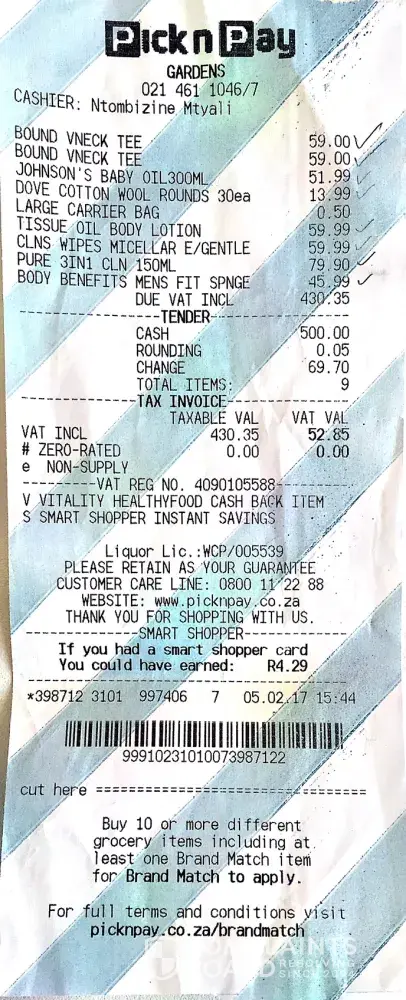 Pick n Pay
GARDENS
021 461 1046/7
CASHIER: Ntombizine Mtyali
BOUND VNECK TEE 59.00
BOUND VNECK TEE 59.00
JOHNSON'S BABY OIL300ML 51.99
DOVE COTTON WOOL ROUNDS 30ea 13.99
LARGE CARRIER BAG 0.50
TISSUE OIL BODY LOTION 59.99
CLNS WIPES MICELLAR E/GENTLE 59.99
PURE 3IN1 CLN 150ML 79.90
BODY BENEFITS MENS FIT SPNGE 45.99
DUE VAT INCL 430.35
------------------TENDER------------------
CASH 500.00
ROUNDING 0.05
CHANGE 69.70
TOTAL ITEMS: 9
---------------TAX INVOICE----------------
TAXABLE VAL VAT VAL
VAT INCL 430.35 52.85
# ZERO-RATED 0.00 0.00
e NON-SUPPLY
----------VAT REG NO. 4090105588----------
V VITALITY HEALTHYFOOD CASH BACK ITEM
S SMART SHOPPER INSTANT SAVINGS
Liquor Lic.:WCP/005539
PLEASE RETAIN AS YOUR GUARANTEE
CUSTOMER CARE LINE: 0800 11 22 88
WEBSITE: www.picknpay.co.za
THANK YOU FOR SHOPPING WITH US.
---------------SMART SHOPPER--------------
If you had a smart shopper card
You could have earned: R4.29
------------------------------------------
*398712 3101 997406 7 05.02.17 15:44
99910231010073987122
cut here ==================================
Buy 10 or more different
grocery items including at
least one Brand Match item
for Brand Match to apply.
For full terms and conditions visit
picknpay.co.za/brandmatch